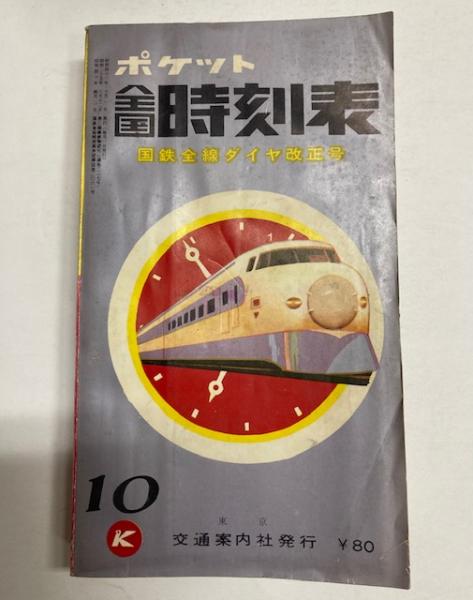 ポケット
全国時刻表
国鉄全線ダイヤ改正号
1
10
K
東京
交通案内社発行 ¥80